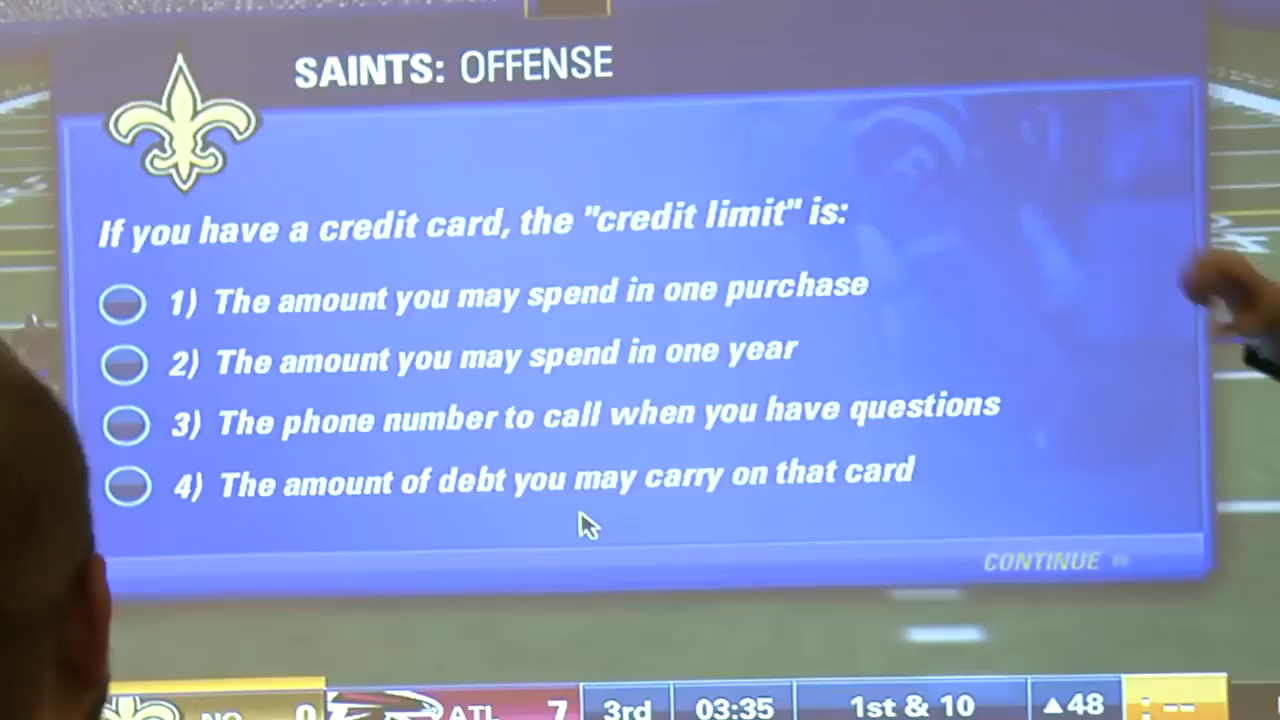 SAINTS: OFFENSE
If you have a credit card, the "credit limit" is:
1) The amount you may spend in one purchase
2) The amount you may spend in one year
3) The phone number to call when you have questions
4) The amount of debt you may carry on that card
CONTINUE
NO 0 ATL 7 3rd 03:35 1st & 10 ▲48 :--